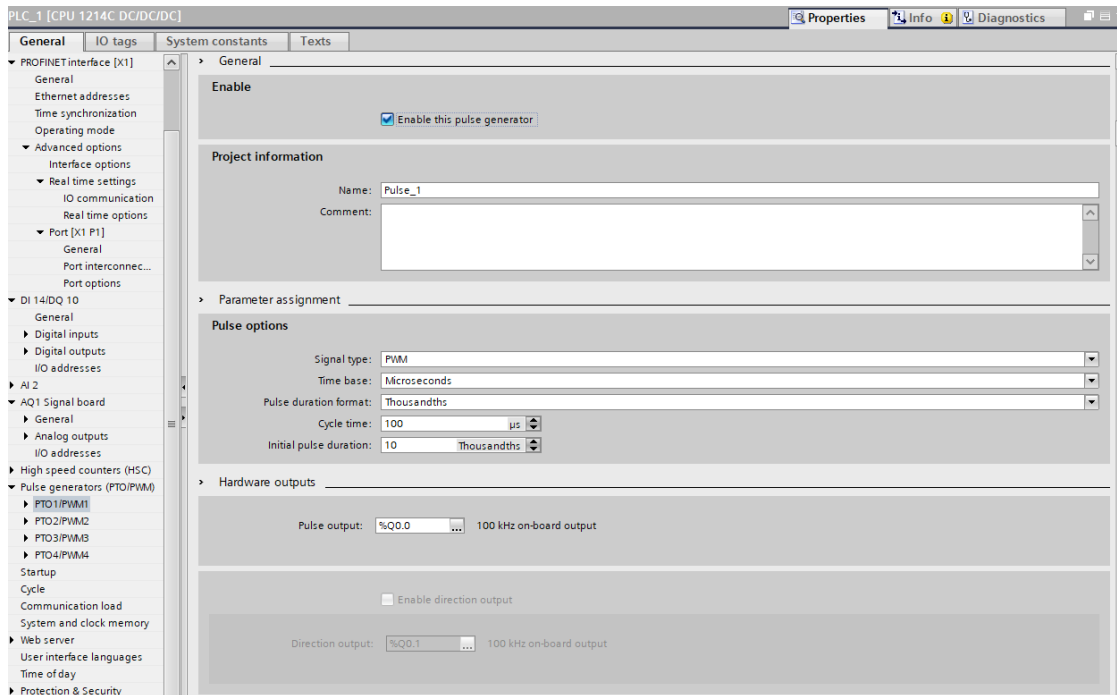 PLC_1 [CPU 1214C DC/DC/DC]
Properties
Info
Diagnostics
General
IO tags
System constants
Texts
PROFINET interface [X1]
General
Ethernet addresses
Time synchronization
Operating mode
Advanced options
Interface options
Real time settings
IO communication
Real time options
Port [X1 P1]
General
Port interconnec...
Port options
DI 14/DQ 10
General
Digital inputs
Digital outputs
I/O addresses
AI 2
AQ1 Signal board
General
Analog outputs
I/O addresses
High speed counters (HSC)
Pulse generators (PTO/PWM)
PTO1/PWM1
PTO2/PWM2
PTO3/PWM3
PTO4/PWM4
Startup
Cycle
Communication load
System and clock memory
Web server
User interface languages
Time of day
Protection & Security
General
Enable
Enable this pulse generator
Project information
Name: Pulse_1
Comment:
Parameter assignment
Pulse options
Signal type: PWM
Time base: Microseconds
Pulse duration format: Thousandths
Cycle time: 100 µs
Initial pulse duration: 10 Thousandths
Hardware outputs
Pulse output: %Q0.0 ... 100 kHz on-board output
Enable direction output
Direction output: %Q0.1 ... 100 kHz on-board output